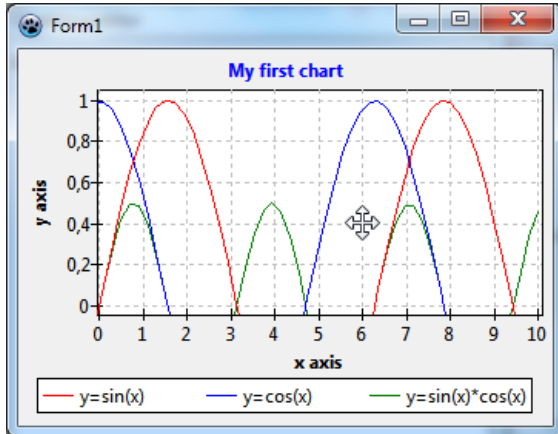 Form1
My first chart
y axis
1
0,8
0,6
0,4
0,2
0
0 1 2 3 4 5 6 7 8 9 10
x axis
y=sin(x) y=cos(x) y=sin(x)*cos(x)